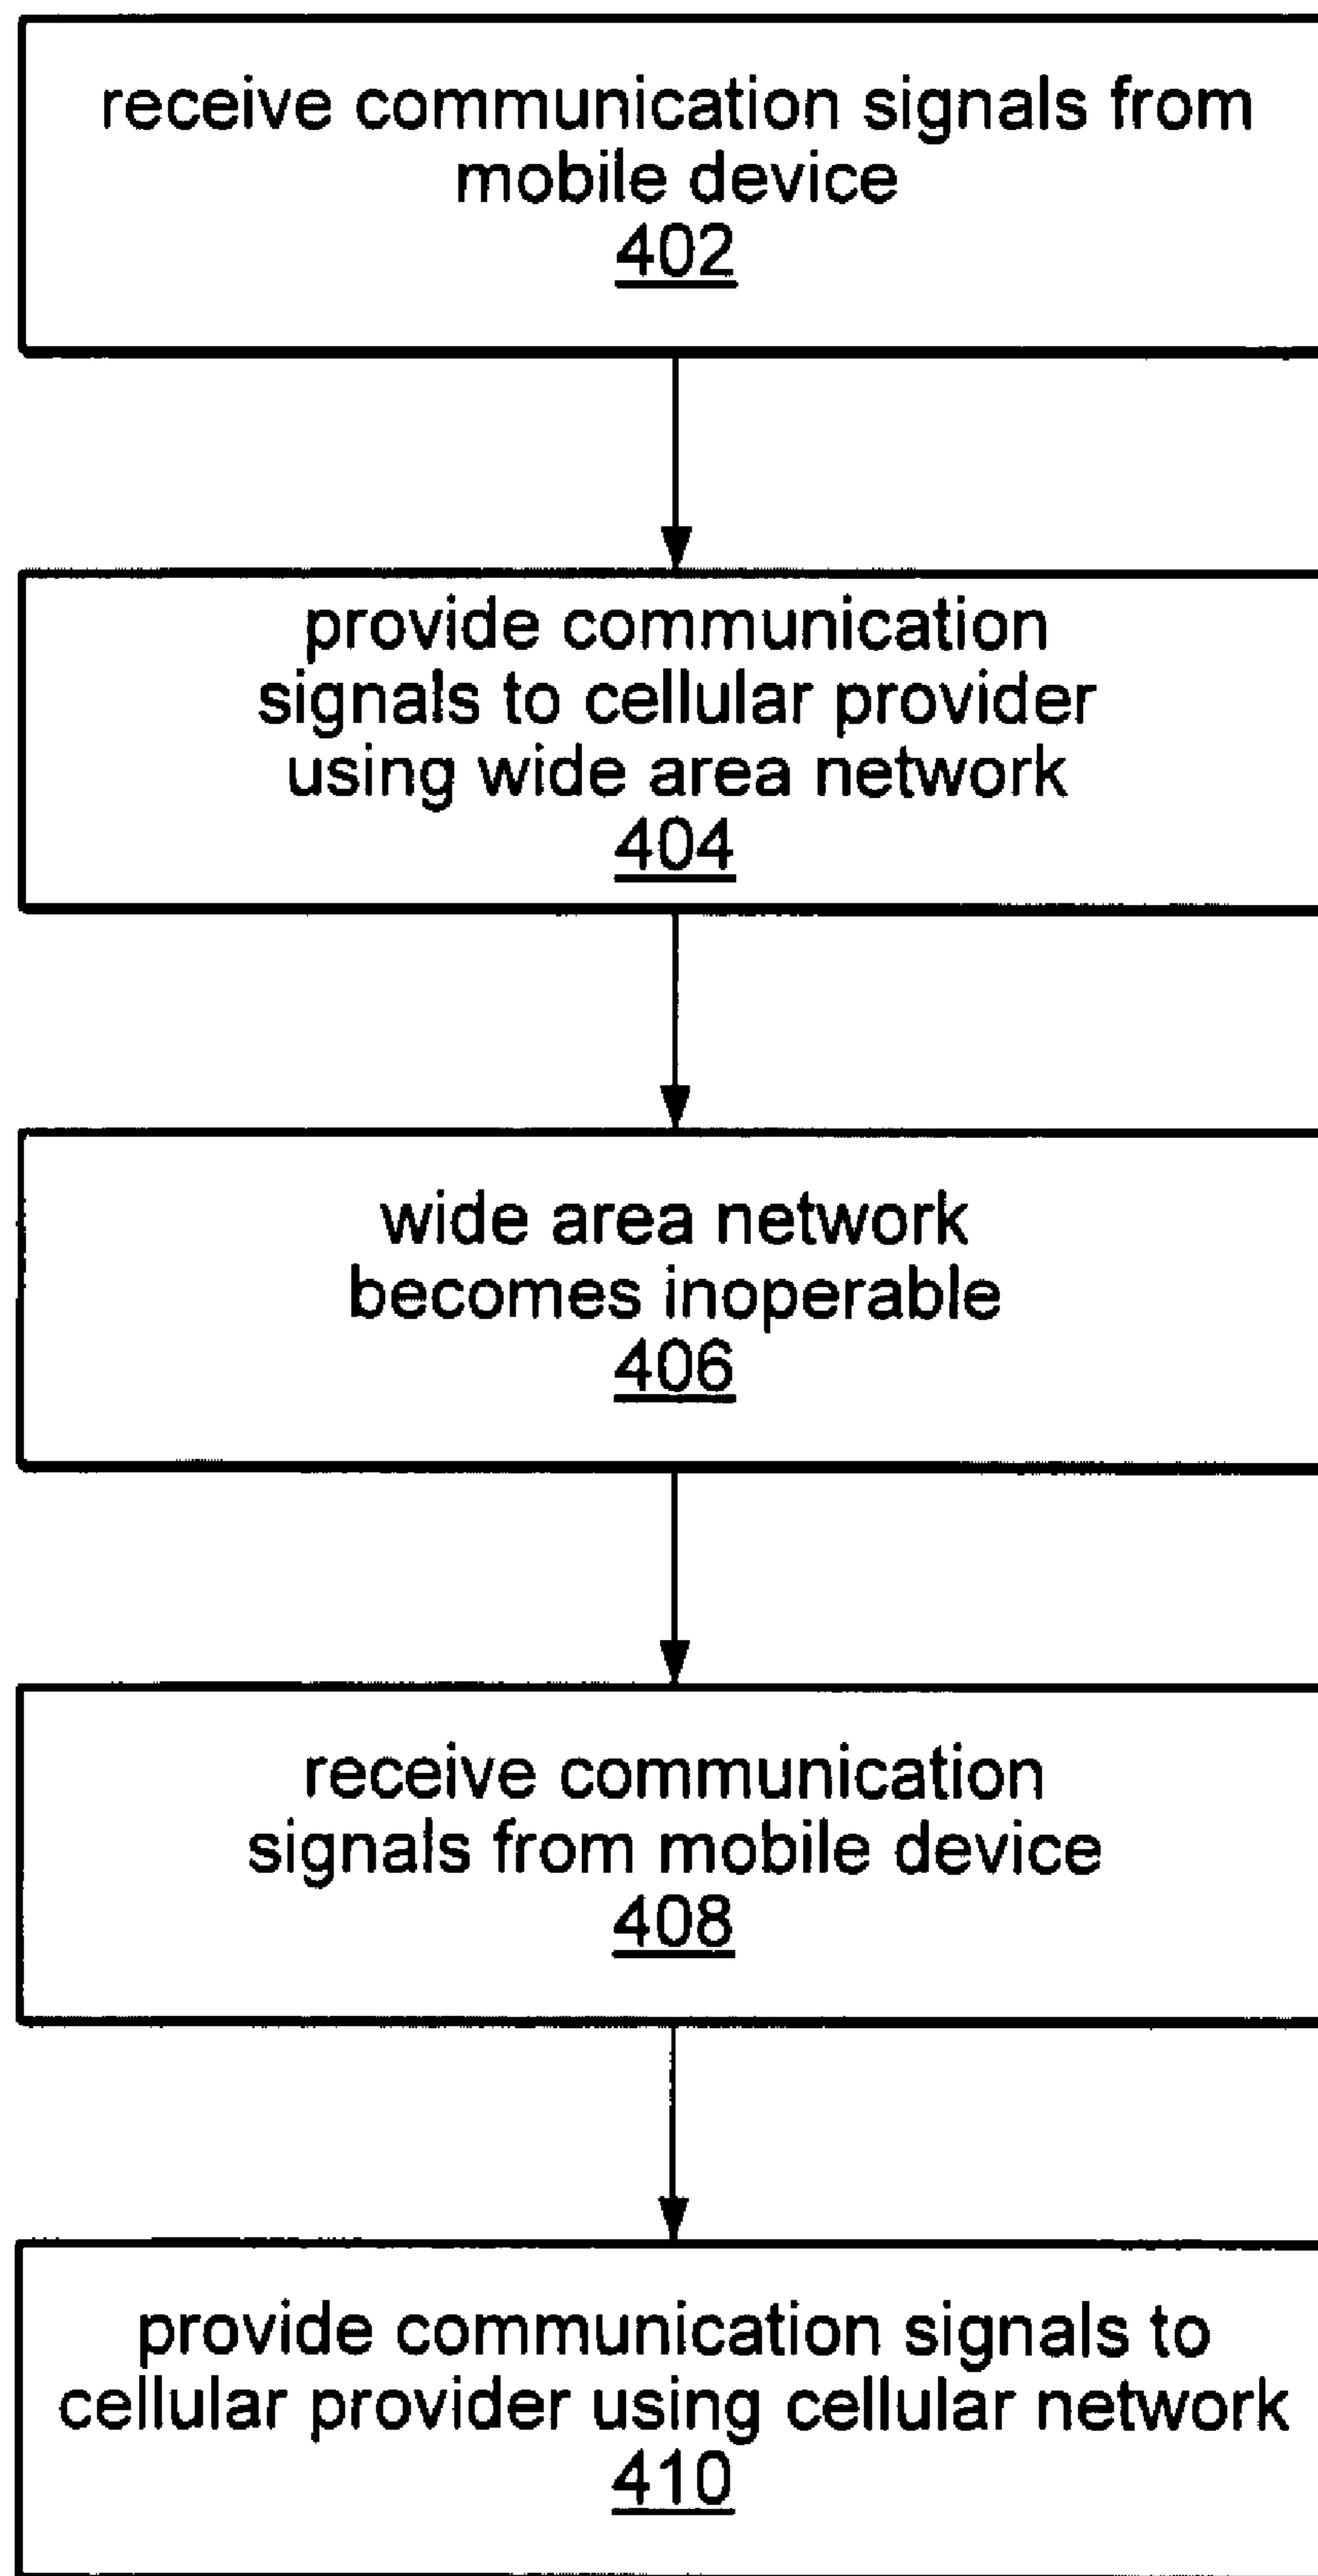 receive communication signals from
mobile device
402
provide communication
signals to cellular provider
using wide area network
404
wide area network
becomes inoperable
406
receive communication
signals from mobile device
408
provide communication signals to
cellular provider using cellular network
410